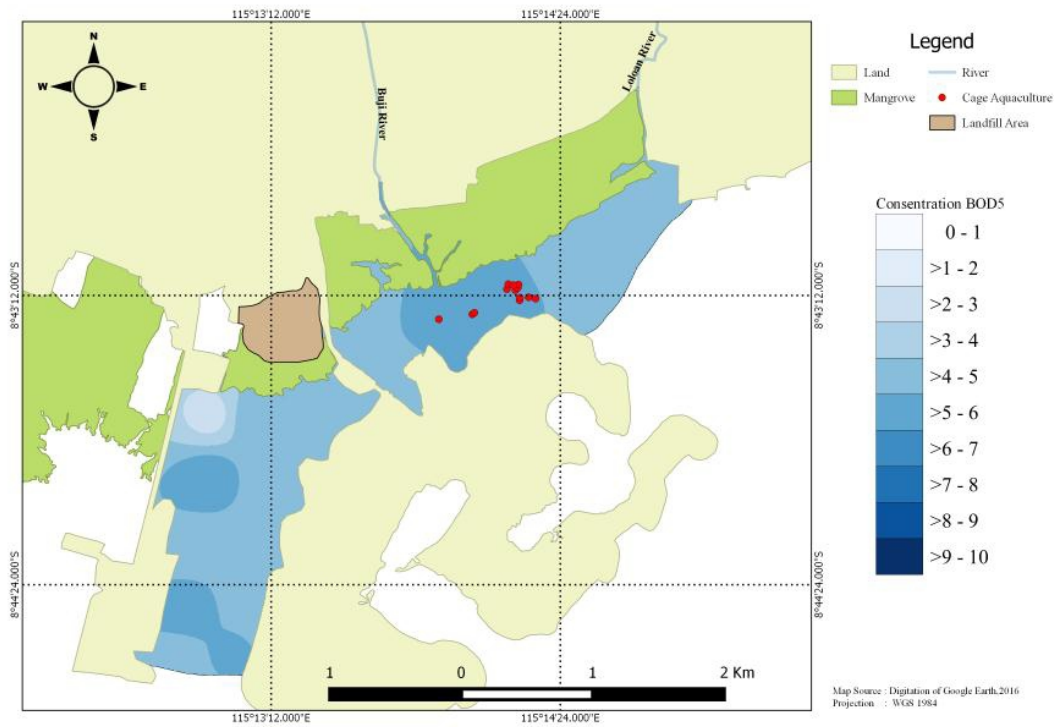 115°13'12.000"E
115°14'24.000"E
N
W
E
S
Buji River
Loloan River
8°43'12.000"S
8°43'12.000"S
8°44'24.000"S
8°44'24.000"S
1
0
1
2 Km
115°13'12.000"E
115°14'24.000"E
Legend
Land
River
Mangrove
Cage Aquaculture
Landfill Area
Consentration BOD5
0 - 1
>1 - 2
>2 - 3
>3 - 4
>4 - 5
>5 - 6
>6 - 7
>7 - 8
>8 - 9
>9 - 10
Map Source : Digitation of Google Earth,2016
Projection : WGS 1984